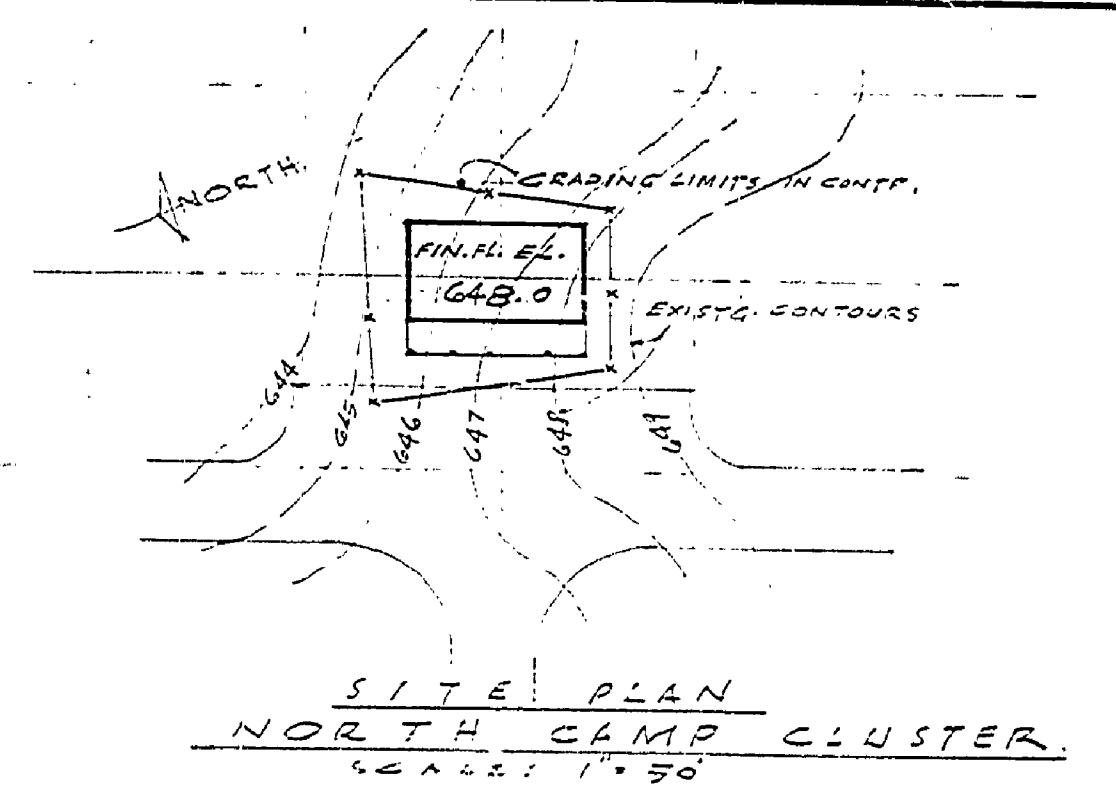 NORTH.
GRADING LIMITS IN CONTR.
FIN. FL. EL.
648.0
EXIST'G. CONTOURS
644
645
646
647
648
649
SITE PLAN
NORTH CAMP CLUSTER.
SCALE: 1" = 50'